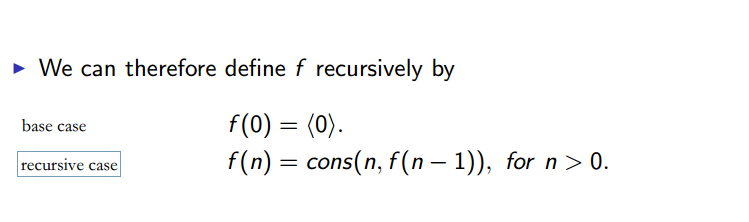 ► We can therefore define f recursively by
base case f(0) = ⟨0⟩.
recursive case f(n) = cons(n, f(n − 1)), for n > 0.